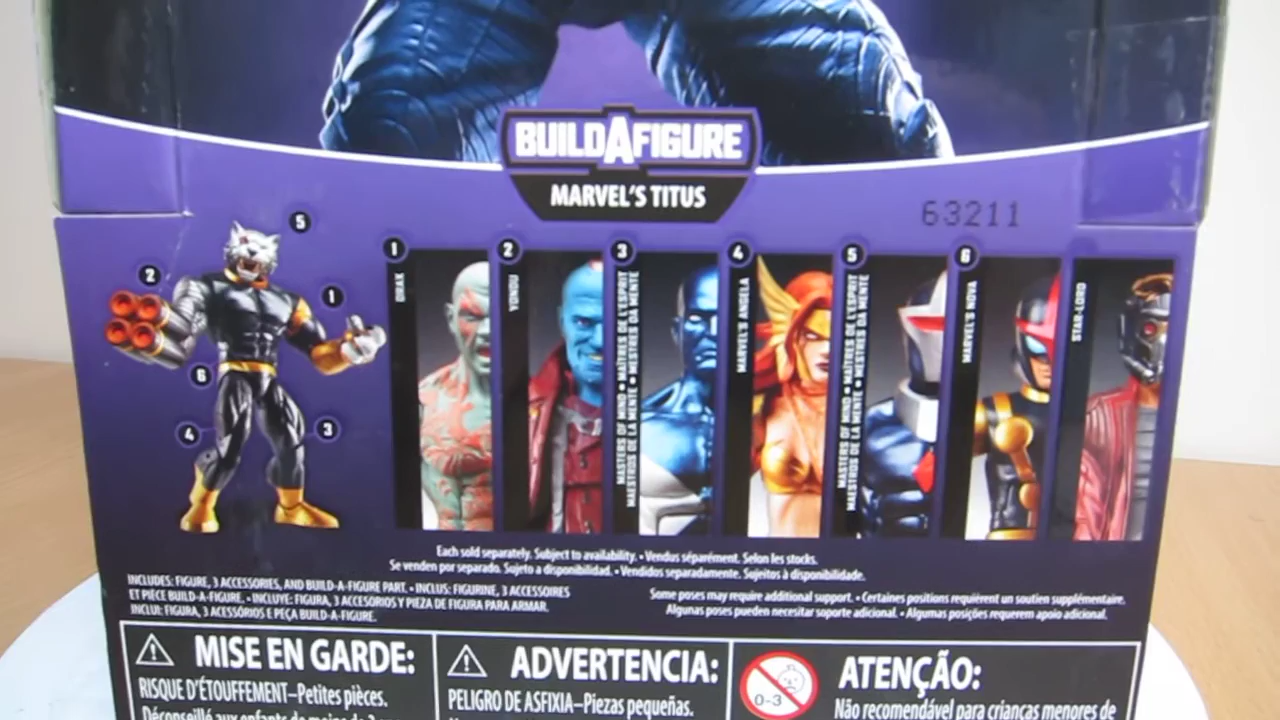 BUILDAFIGURE
MARVEL'S TITUS
63211
5
2
1
6
4
3
1
DRAX
2
YONDU
3
MASTERS OF MIND • MAÎTRES DE L'ESPRIT
MAESTROS DE LA MENTE • MESTRES DA MENTE
4
MARVEL'S ANGELA
5
MASTERS OF MIND • MAÎTRES DE L'ESPRIT
MAESTROS DE LA MENTE • MESTRES DA MENTE
6
MARVEL'S NOVA
STAR-LORD
Each sold separately. Subject to availability. • Vendus séparément. Selon les stocks.
Se venden por separado. Sujeto a disponibilidad. • Vendidos separadamente. Sujeitos à disponibilidade.
INCLUDES: FIGURE, 3 ACCESSORIES, AND BUILD-A-FIGURE PART. • INCLUS: FIGURINE, 3 ACCESSOIRES
ET PIÈCE BUILD-A-FIGURE. • INCLUYE: FIGURA, 3 ACCESORIOS Y PIEZA DE FIGURA PARA ARMAR.
INCLUI: FIGURA, 3 ACESSÓRIOS E PEÇA BUILD-A-FIGURE.
Some poses may require additional support. • Certaines positions requièrent un soutien supplémentaire.
Algunas poses pueden necesitar soporte adicional. • Algumas posições requerem apoio adicional.
MISE EN GARDE:
RISQUE D'ÉTOUFFEMENT–Petites pièces.
Déconseillé aux enfants de moins de 3
ADVERTENCIA:
PELIGRO DE ASFIXIA–Piezas pequeñas.
0-3
ATENÇÃO:
Não recomendável para crianças menores de